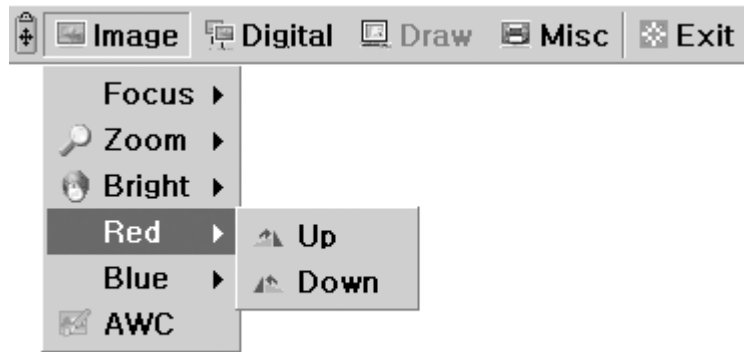 Image Digital Draw Misc Exit
Focus
Zoom
Bright
Red
Up
Blue
Down
AWC